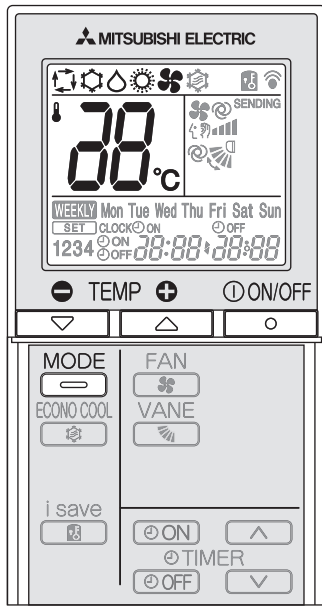 MITSUBISHI ELECTRIC
SENDING
88°C
WEEKLY Mon Tue Wed Thu Fri Sat Sun
SET CLOCK ON OFF
1234 ON OFF 88:88 88:88
TEMP ON/OFF
MODE FAN
ECONO COOL VANE
i save
ON
TIMER
OFF